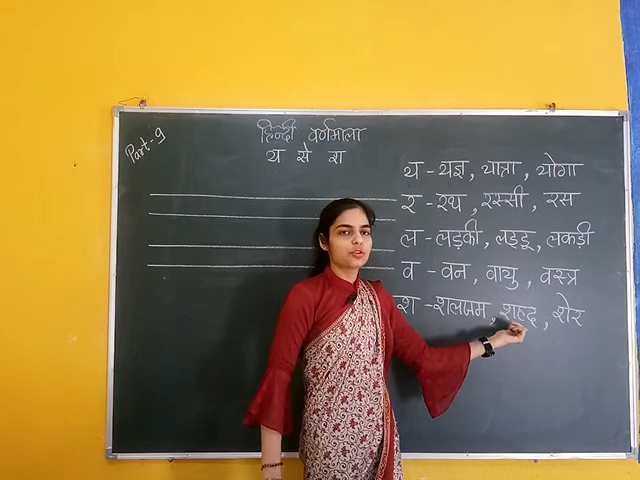 Part-9
हिन्दी वर्णमाला
य से श
य - यज्ञ, यात्रा, योगा
र - रथ, रस्सी, रस
ल - लड़की, लड्डू, लकड़ी
व - वन, वायु, वस्त्र
श - शलजम, शहद, शेर